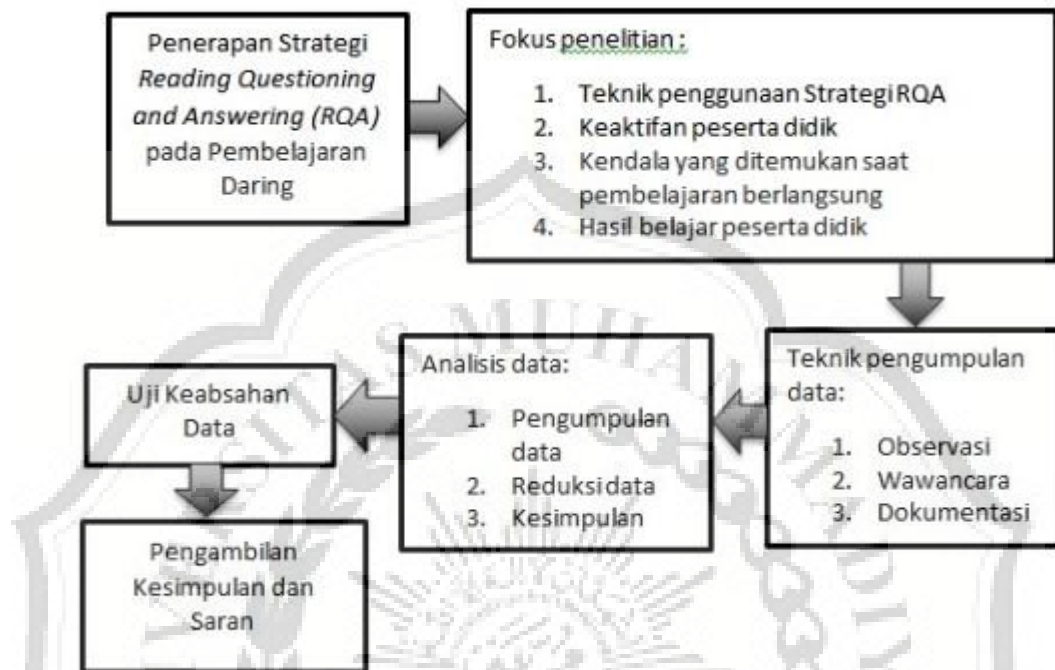 Penerapan Strategi
Reading Questioning
and Answering (RQA)
pada Pembelajaran
Daring
Fokus penelitian :
1. Teknik penggunaan Strategi RQA
2. Keaktifan peserta didik
3. Kendala yang ditemukan saat
pembelajaran berlangsung
4. Hasil belajar peserta didik
Teknik pengumpulan
data:
1. Observasi
2. Wawancara
3. Dokumentasi
Analisis data:
1. Pengumpulan
data
2. Reduksi data
3. Kesimpulan
Uji Keabsahan
Data
Pengambilan
Kesimpulan dan
Saran